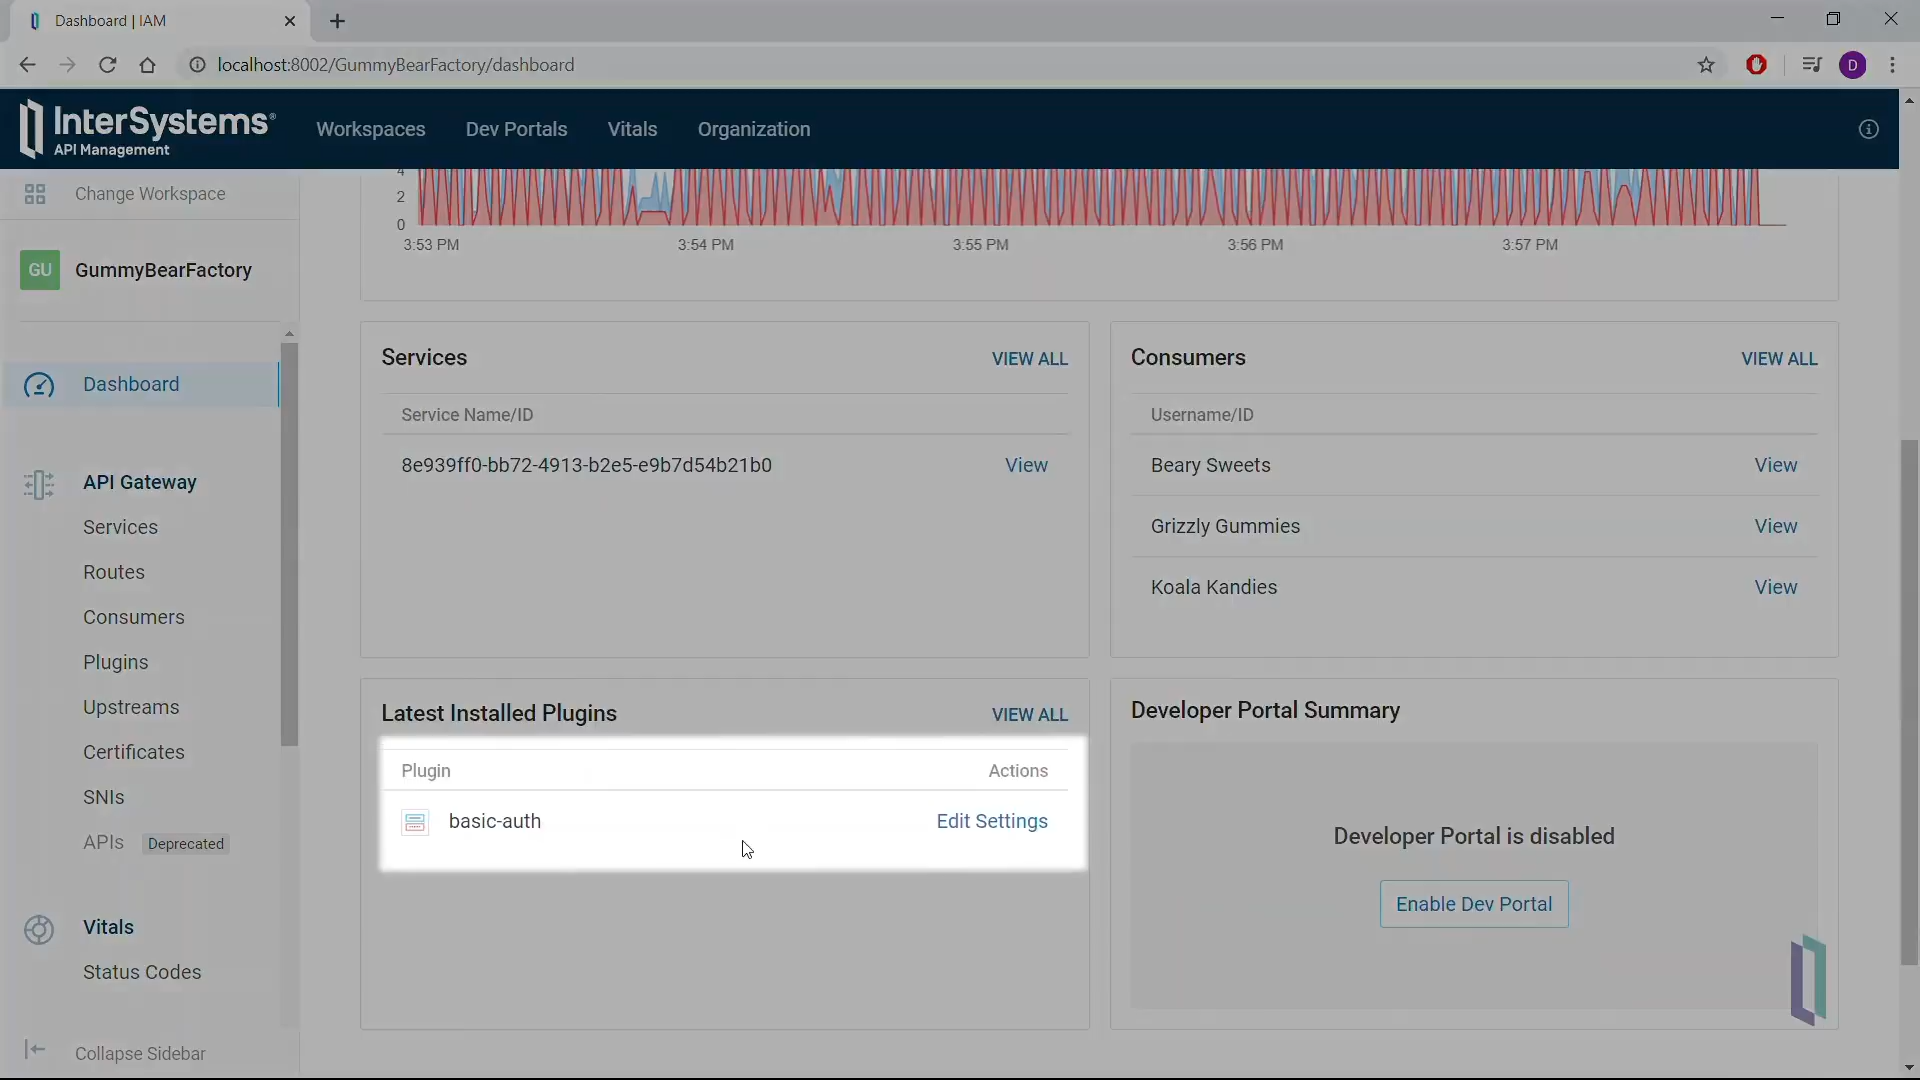 Dashboard | IAM
localhost:8002/GummyBearFactory/dashboard
D
InterSystems®
API Management
Workspaces
Dev Portals
Vitals
Organization
Change Workspace
GU
GummyBearFactory
Dashboard
API Gateway
Services
Routes
Consumers
Plugins
Upstreams
Certificates
SNIs
APIs Deprecated
Vitals
Status Codes
Collapse Sidebar
4
2
0
3:53 PM 3:54 PM 3:55 PM 3:56 PM 3:57 PM
Services VIEW ALL
Service Name/ID
8e939ff0-bb72-4913-b2e5-e9b7d54b21b0 View
Consumers VIEW ALL
Username/ID
Beary Sweets View
Grizzly Gummies View
Koala Kandies View
Latest Installed Plugins VIEW ALL
Plugin Actions
basic-auth Edit Settings
Developer Portal Summary
Developer Portal is disabled
Enable Dev Portal